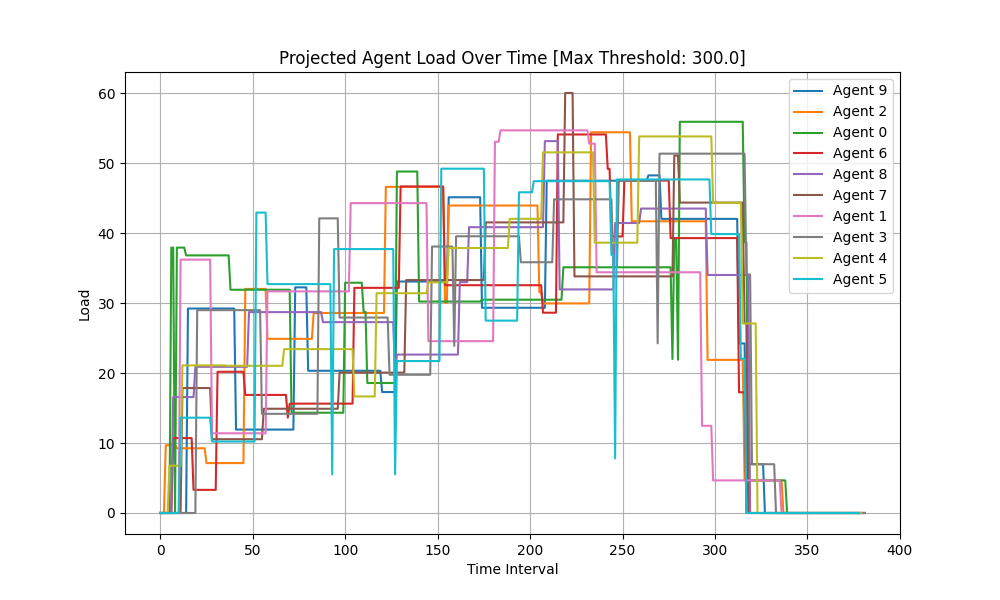 Projected Agent Load Over Time [Max Threshold: 300.0]
Load
60
50
40
30
20
10
0
0 50 100 150 200 250 300 350 400
Time Interval
Agent 9
Agent 2
Agent 0
Agent 6
Agent 8
Agent 7
Agent 1
Agent 3
Agent 4
Agent 5